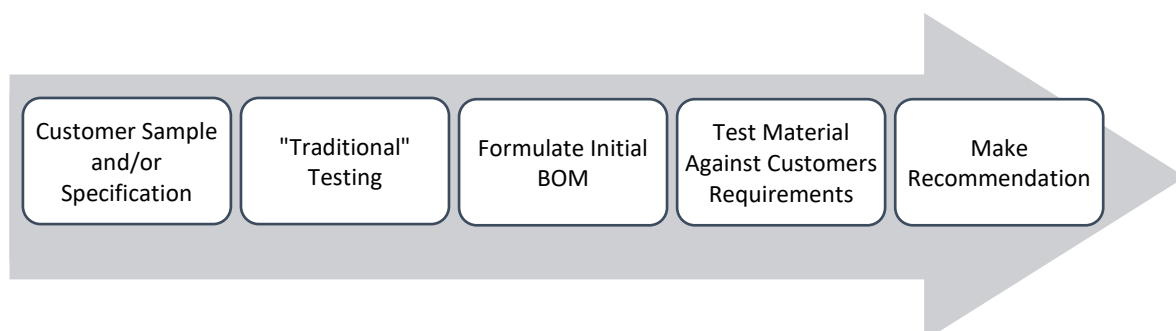 Customer Sample
and/or
Specification
"Traditional"
Testing
Formulate Initial
BOM
Test Material
Against Customers
Requirements
Make
Recommendation